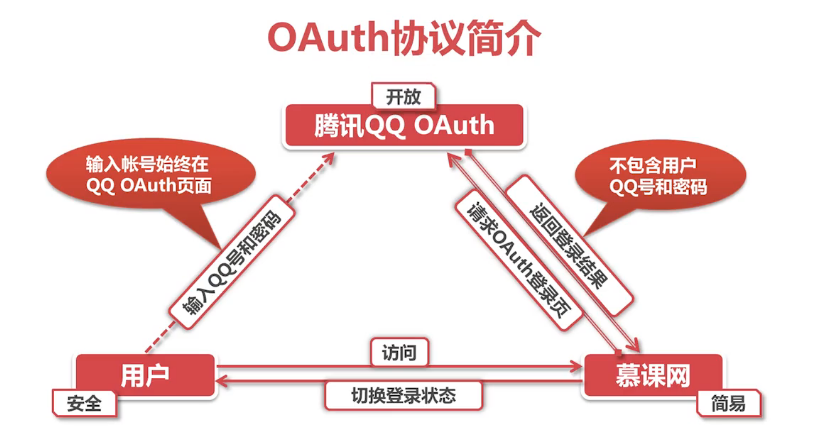 OAuth协议简介
开放
腾讯QQ OAuth
输入帐号始终在
QQ OAuth页面
不包含用户
QQ号和密码
输入QQ号和密码
请求OAuth登录页
返回登录结果
访问
用户
慕课网
切换登录状态
安全
简易